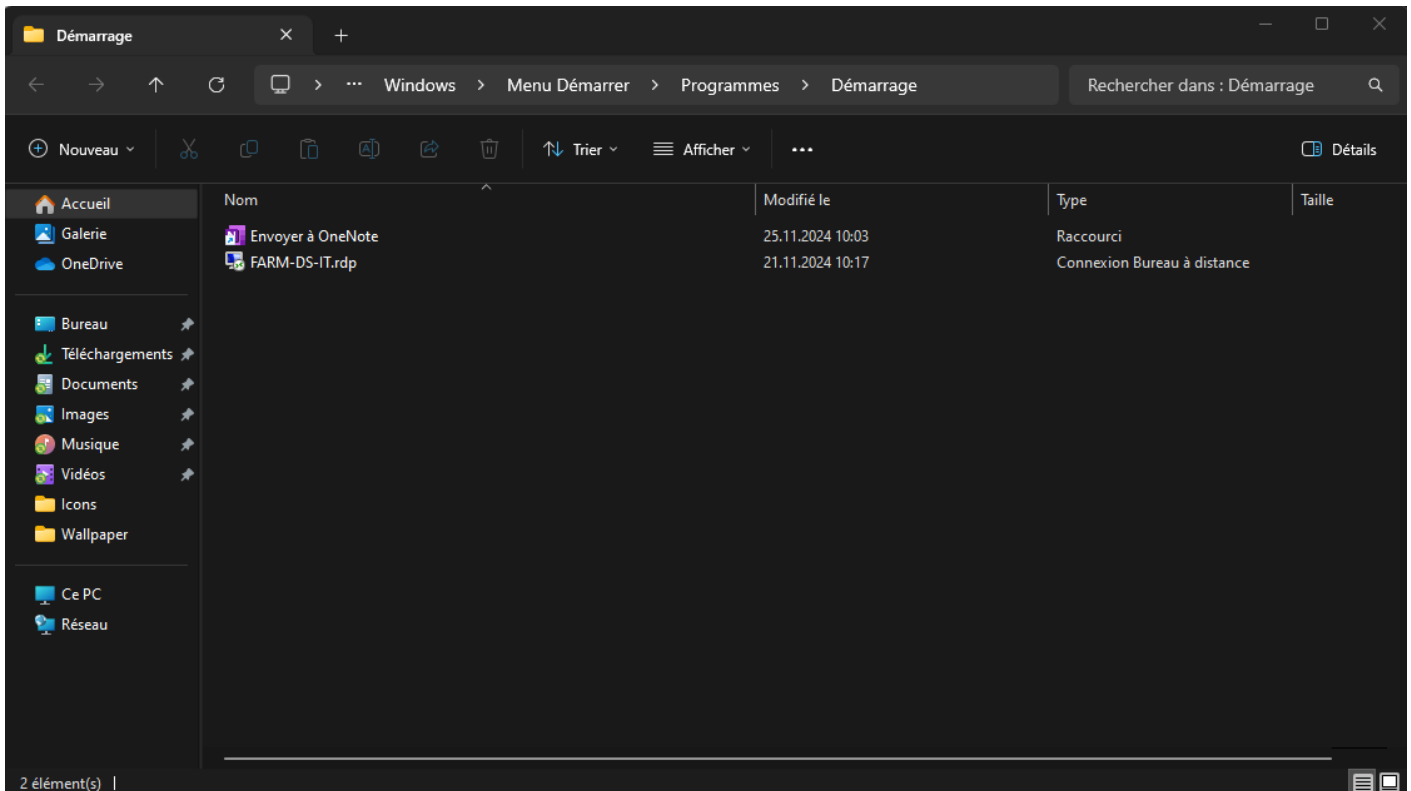 Démarrage
Windows > Menu Démarrer > Programmes > Démarrage
Rechercher dans : Démarrage
Nouveau
Trier
Afficher
Détails
Accueil
Galerie
OneDrive
Bureau
Téléchargements
Documents
Images
Musique
Vidéos
Icons
Wallpaper
Ce PC
Réseau
Nom Modifié le Type Taille
Envoyer à OneNote 25.11.2024 10:03 Raccourci
FARM-DS-IT.rdp 21.11.2024 10:17 Connexion Bureau à distance
2 élément(s)